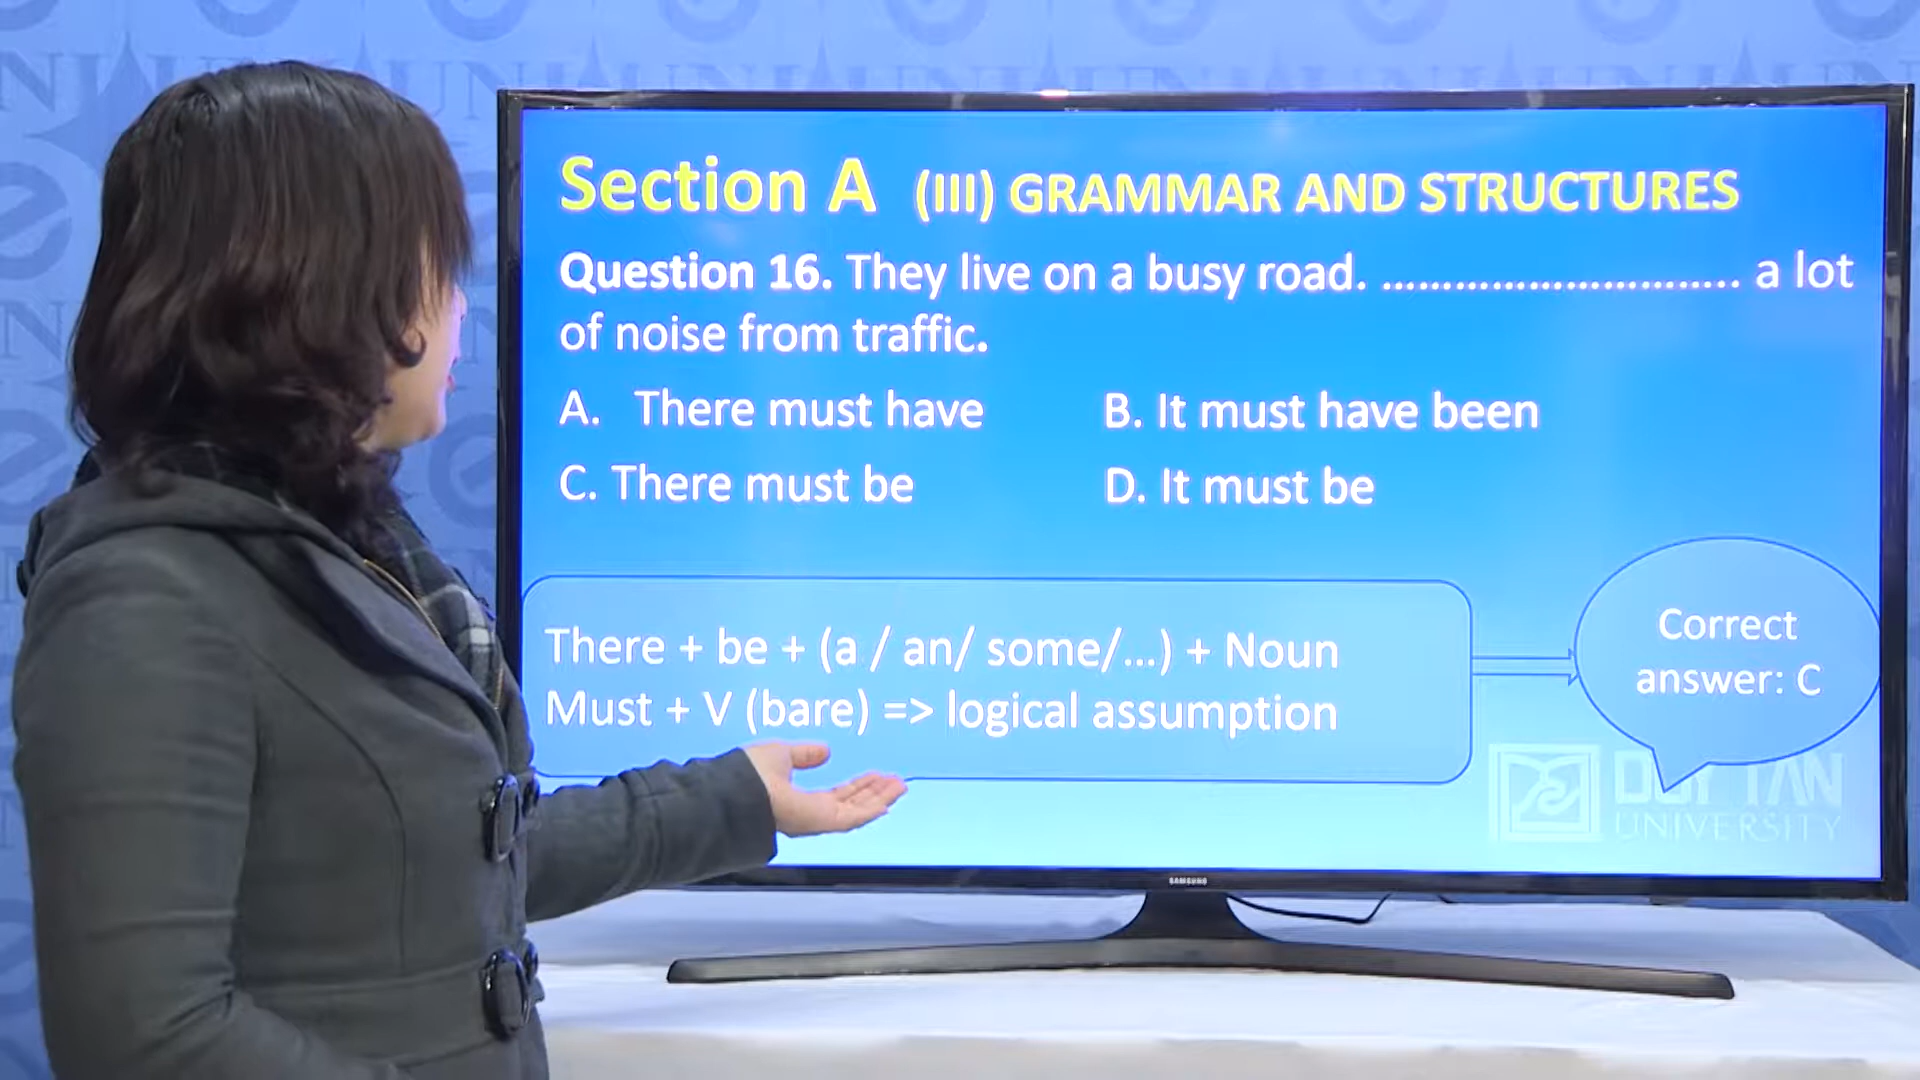 Section A (III) GRAMMAR AND STRUCTURES
Question 16. They live on a busy road. ................................. a lot
of noise from traffic.
A. There must have
B. It must have been
C. There must be
D. It must be
There + be + (a / an/ some/...) + Noun
Must + V (bare) => logical assumption
Correct
answer: C
DUY TAN
UNIVERSITY
SAMSUNG